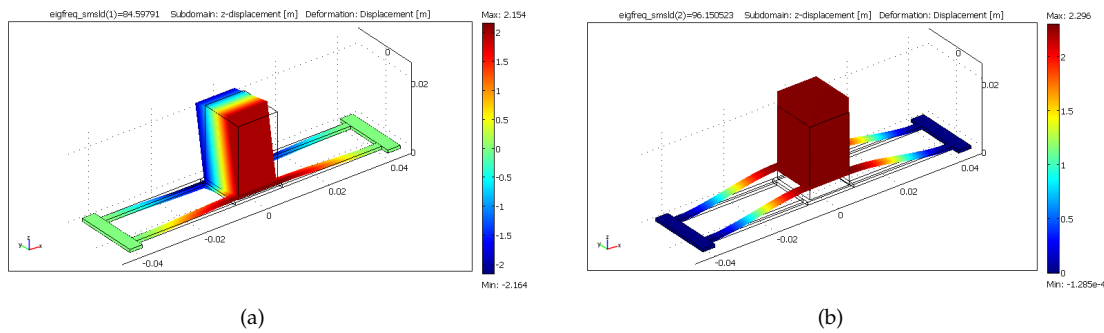 eigfreq_smsld(1)=84.59791 Subdomain: z-displacement [m] Deformation: Displacement [m]
Max: 2.154
2
1.5
1
0.5
0
-0.5
-1
-1.5
-2
Min: -2.164
0
0.02
0
0.04
0.02
0
-0.02
-0.04
z
y
x
(a)
eigfreq_smsld(2)=96.150523 Subdomain: z-displacement [m] Deformation: Displacement [m]
Max: 2.296
2
1.5
1
0.5
0
Min: -1.285e-4
0
0.02
0
0.04
0.02
0
-0.02
-0.04
z
y
x
(b)